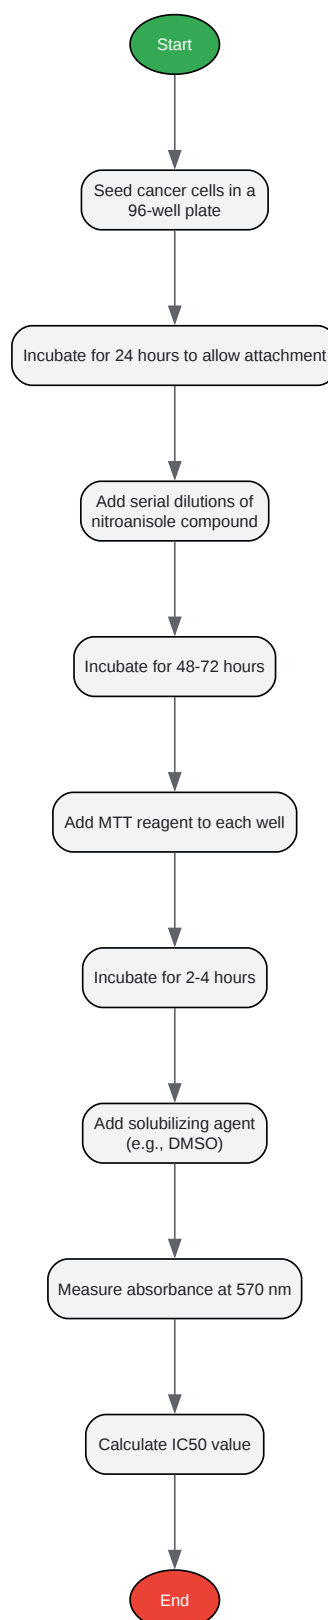 Start
Seed cancer cells in a
96-well plate
Incubate for 24 hours to allow attachment
Add serial dilutions of
nitroanisole compound
Incubate for 48-72 hours
Add MTT reagent to each well
Incubate for 2-4 hours
Add solubilizing agent
(e.g., DMSO)
Measure absorbance at 570 nm
Calculate IC50 value
End